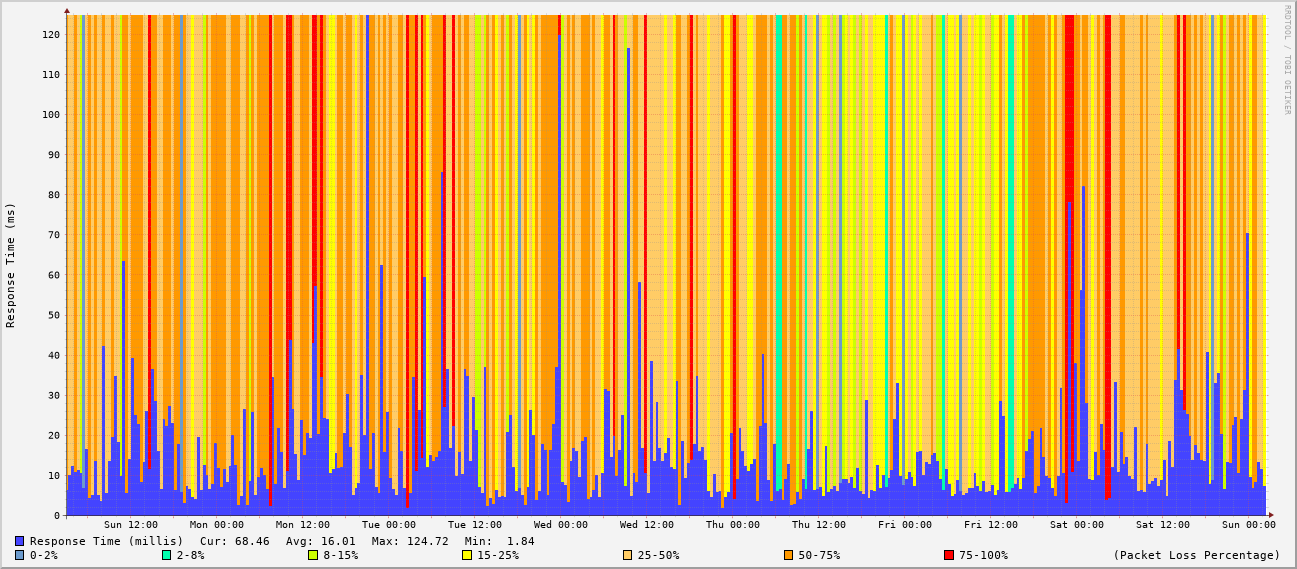 RRDTOOL / TOBI OETIKER
Response Time (ms)
120
110
100
90
80
70
60
50
40
30
20
10
0
Sun 12:00 Mon 00:00 Mon 12:00 Tue 00:00 Tue 12:00 Wed 00:00 Wed 12:00 Thu 00:00 Thu 12:00 Fri 00:00 Fri 12:00 Sat 00:00 Sat 12:00 Sun 00:00
Response Time (millis) Cur: 68.46 Avg: 16.01 Max: 124.72 Min: 1.84
0-2% 2-8% 8-15% 15-25% 25-50% 50-75% 75-100% (Packet Loss Percentage)